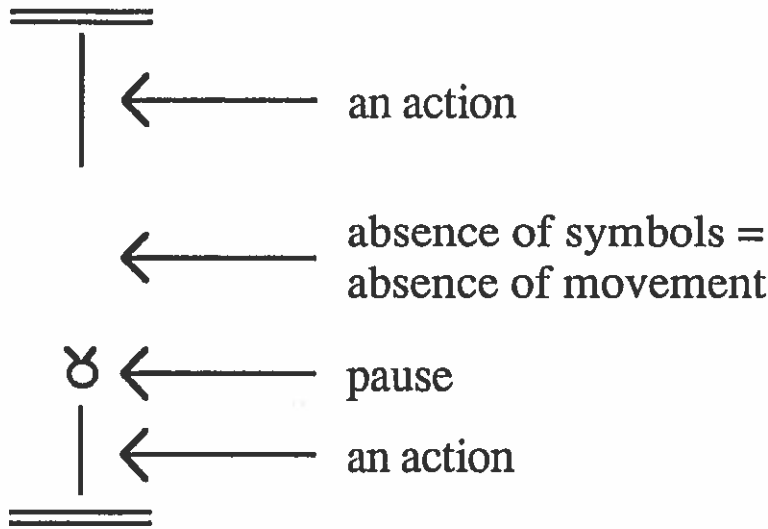 an action
absence of symbols =
absence of movement
pause
an action